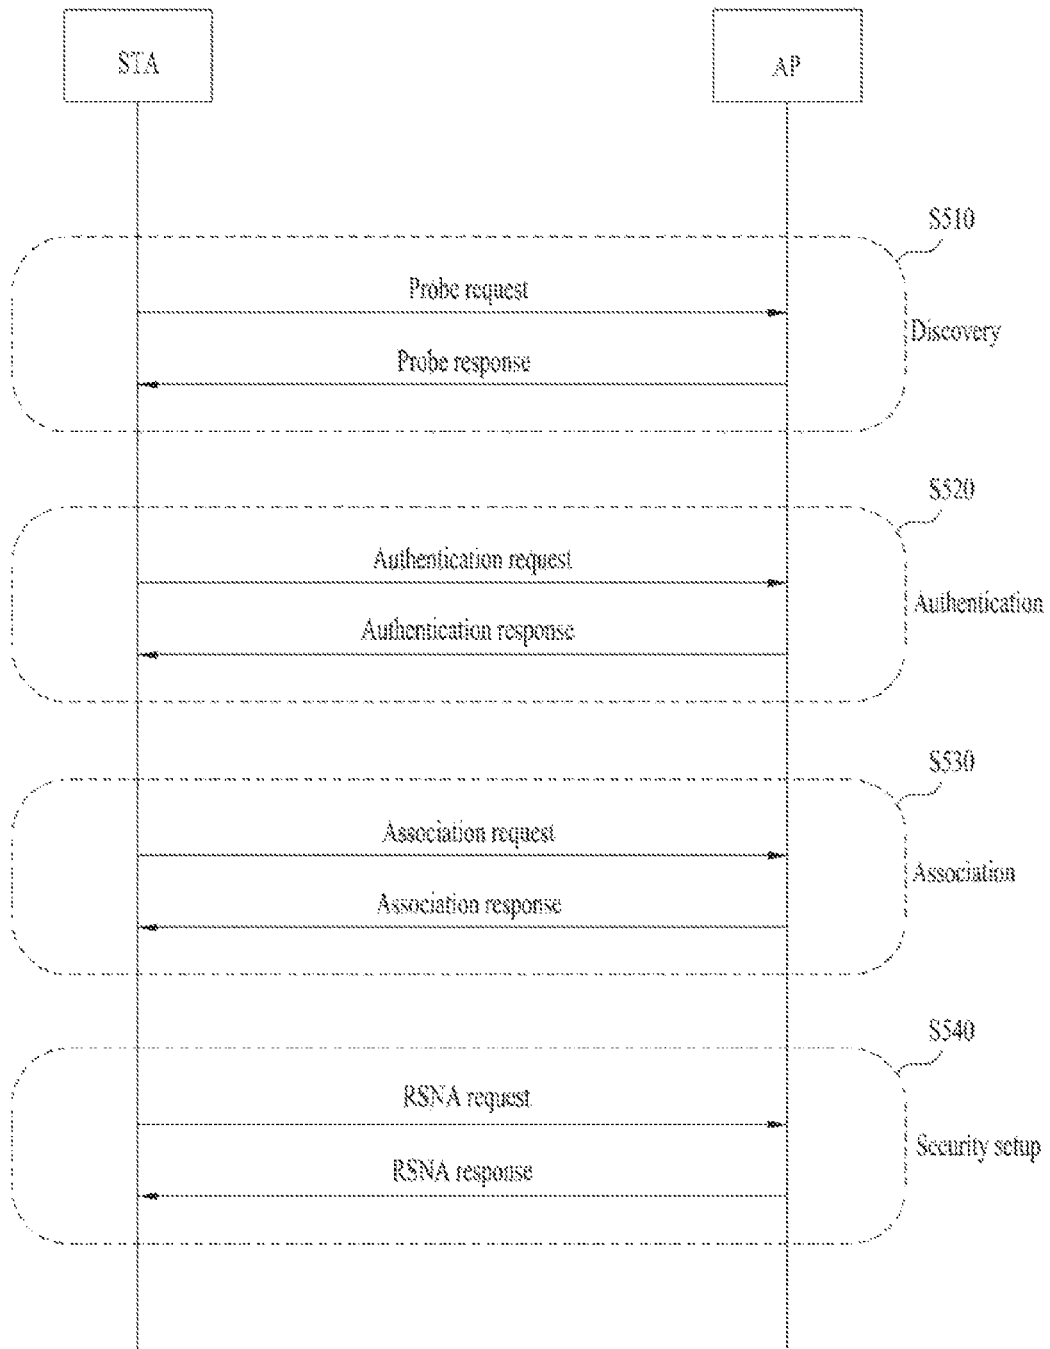 STA
AP
S510
Probe request
Discovery
Probe response
S520
Authentication request
Authentication
Authentication response
S530
Association request
Association
Association response
S540
RSNA request
Security setup
RSNA response